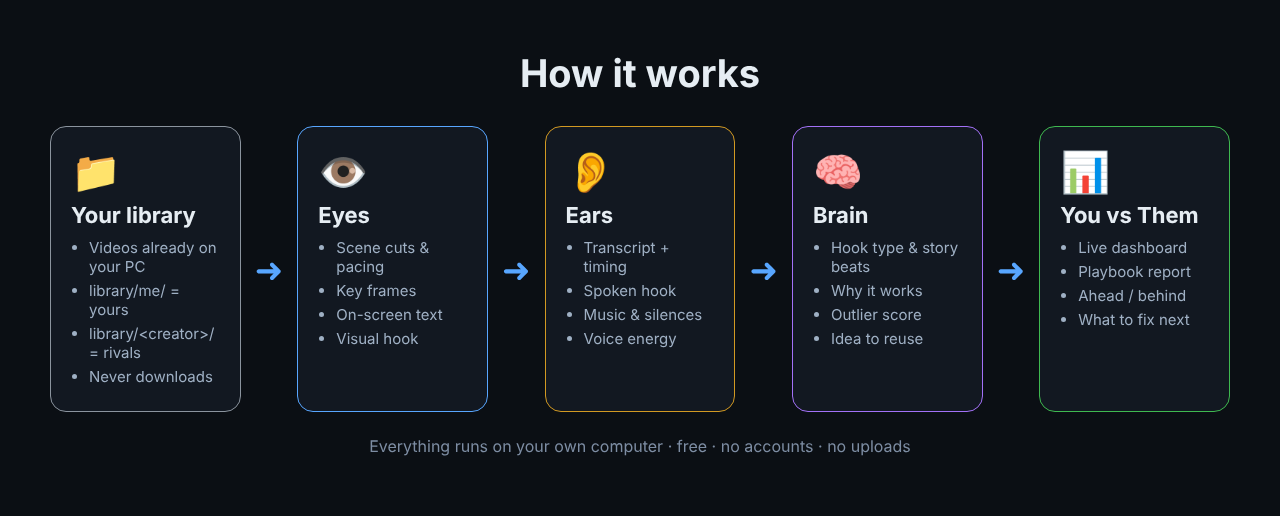 How it works
Your library
• Videos already on
your PC
• library/me/ =
yours
• library/<creator>/
= rivals
• Never downloads
Eyes
• Scene cuts &
pacing
• Key frames
• On-screen text
• Visual hook
Ears
• Transcript +
timing
• Spoken hook
• Music & silences
• Voice energy
Brain
• Hook type & story
beats
• Why it works
• Outlier score
• Idea to reuse
You vs Them
• Live dashboard
• Playbook report
• Ahead / behind
• What to fix next
Everything runs on your own computer · free · no accounts · no uploads